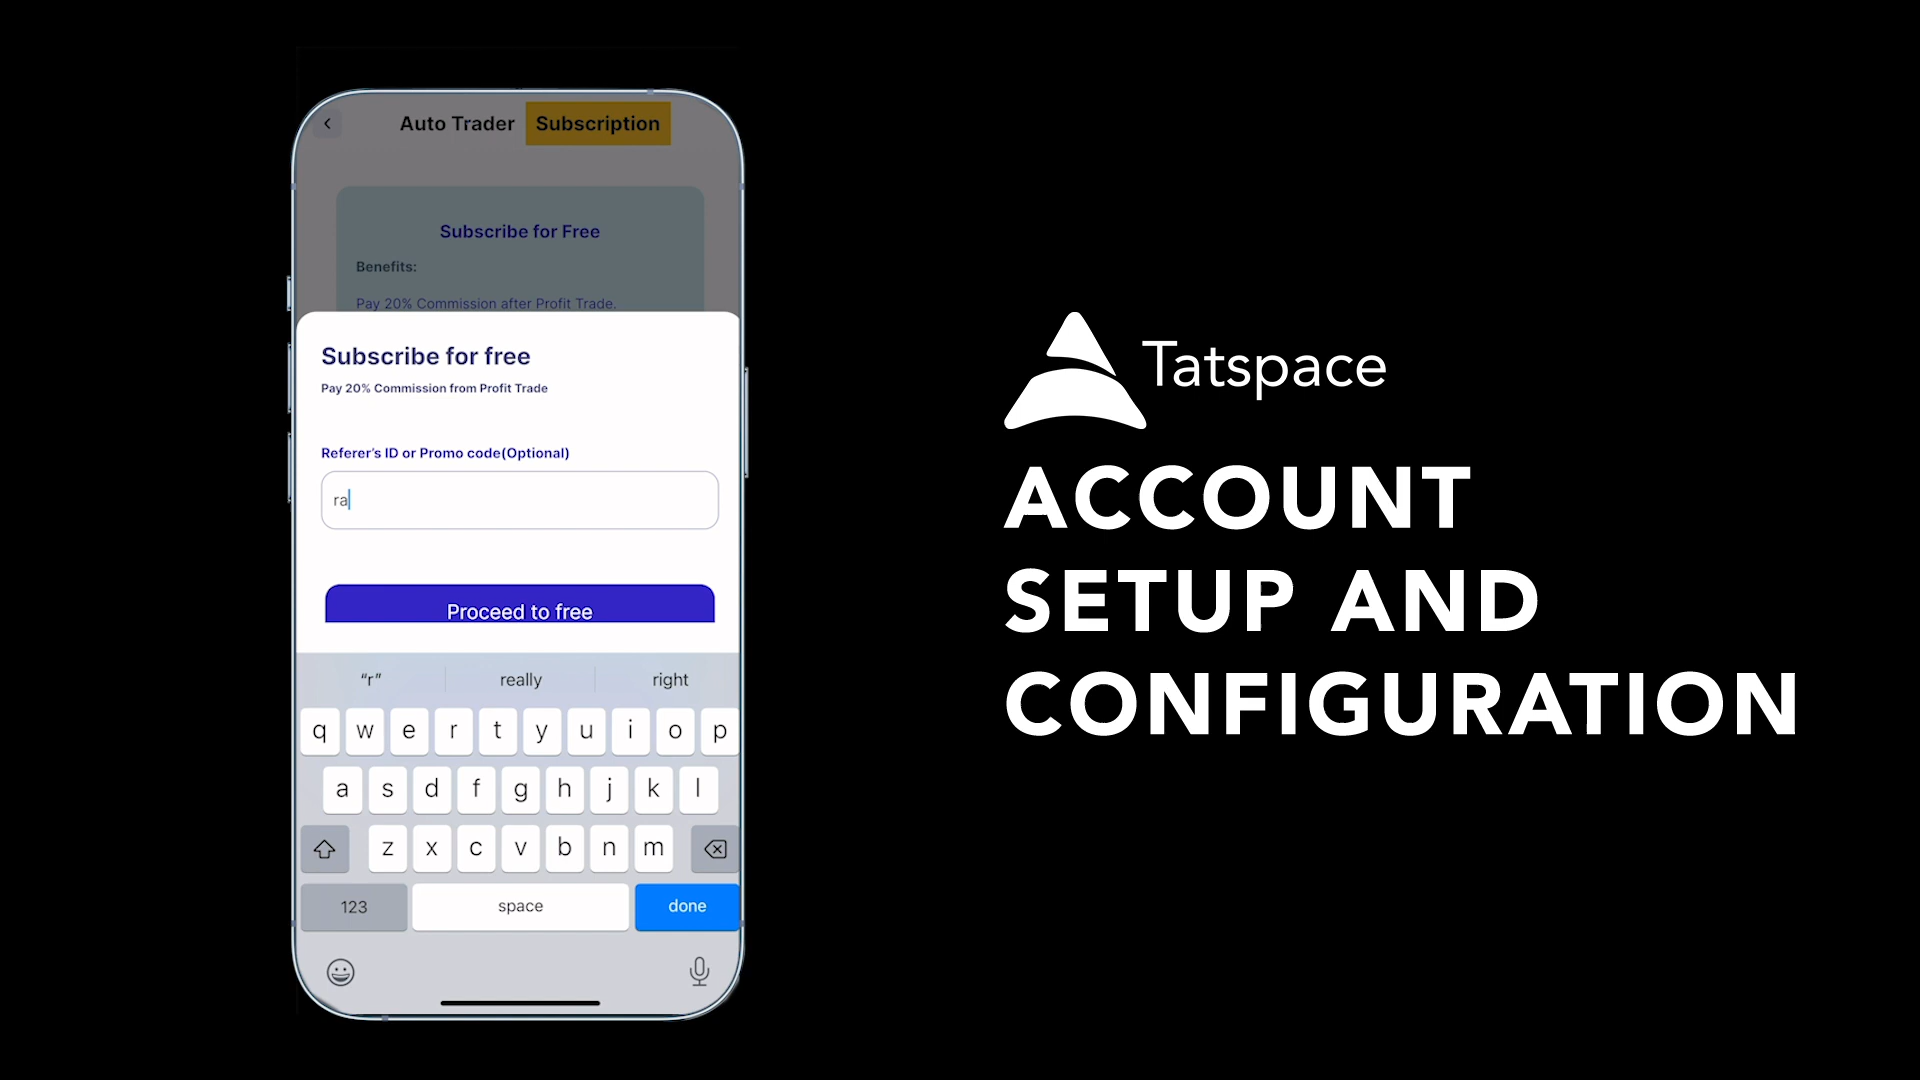 Auto Trader Subscription
Subscribe for Free
Benefits:
Pay 20% Commission after Profit Trade.
Subscribe for free
Pay 20% Commission from Profit Trade
Referer's ID or Promo code(Optional)
ra
Proceed to free
“r” really right
q w e r t y u i o p
a s d f g h j k l
z x c v b n m
123 space done
Tatspace
ACCOUNT
SETUP AND
CONFIGURATION